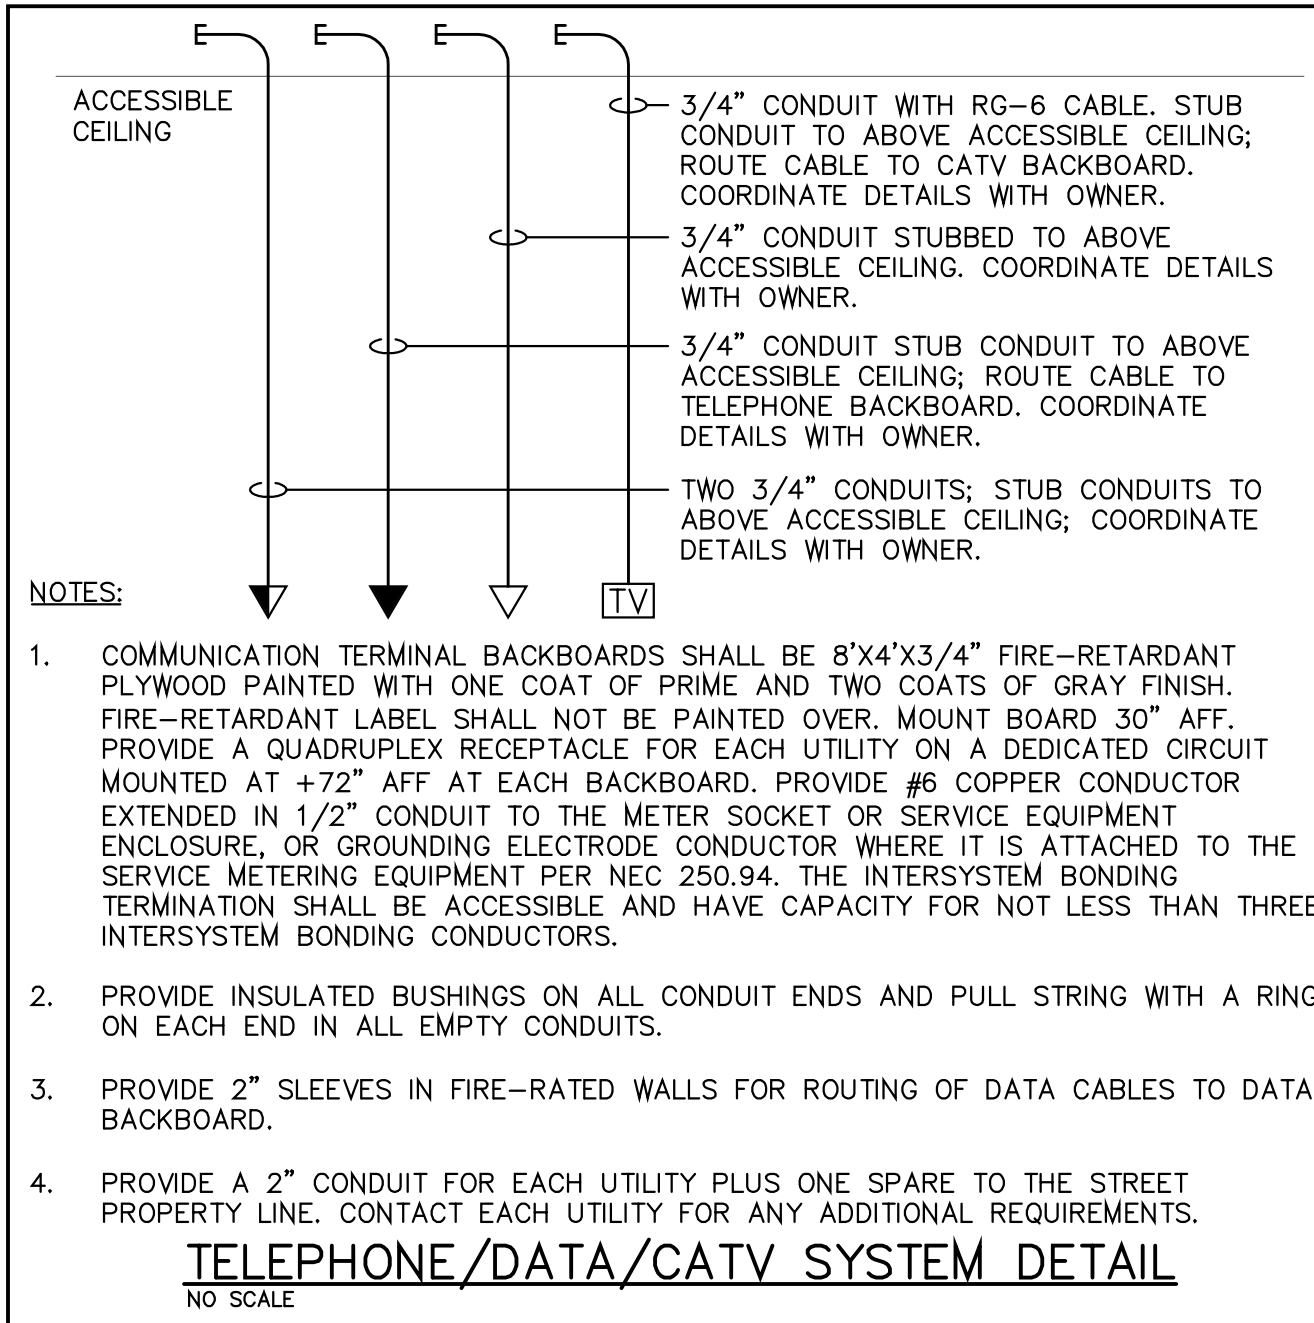 E E E E
ACCESSIBLE
CEILING
3/4" CONDUIT WITH RG-6 CABLE. STUB
CONDUIT TO ABOVE ACCESSIBLE CEILING;
ROUTE CABLE TO CATV BACKBOARD.
COORDINATE DETAILS WITH OWNER.
3/4" CONDUIT STUBBED TO ABOVE
ACCESSIBLE CEILING. COORDINATE DETAILS
WITH OWNER.
3/4" CONDUIT STUB CONDUIT TO ABOVE
ACCESSIBLE CEILING; ROUTE CABLE TO
TELEPHONE BACKBOARD. COORDINATE
DETAILS WITH OWNER.
TWO 3/4" CONDUITS; STUB CONDUITS TO
ABOVE ACCESSIBLE CEILING; COORDINATE
DETAILS WITH OWNER.
TV
NOTES:
1. COMMUNICATION TERMINAL BACKBOARDS SHALL BE 8'X4'X3/4" FIRE-RETARDANT
PLYWOOD PAINTED WITH ONE COAT OF PRIME AND TWO COATS OF GRAY FINISH.
FIRE-RETARDANT LABEL SHALL NOT BE PAINTED OVER. MOUNT BOARD 30" AFF.
PROVIDE A QUADRUPLEX RECEPTACLE FOR EACH UTILITY ON A DEDICATED CIRCUIT
MOUNTED AT +72" AFF AT EACH BACKBOARD. PROVIDE #6 COPPER CONDUCTOR
EXTENDED IN 1/2" CONDUIT TO THE METER SOCKET OR SERVICE EQUIPMENT
ENCLOSURE, OR GROUNDING ELECTRODE CONDUCTOR WHERE IT IS ATTACHED TO THE
SERVICE METERING EQUIPMENT PER NEC 250.94. THE INTERSYSTEM BONDING
TERMINATION SHALL BE ACCESSIBLE AND HAVE CAPACITY FOR NOT LESS THAN THREE
INTERSYSTEM BONDING CONDUCTORS.
2. PROVIDE INSULATED BUSHINGS ON ALL CONDUIT ENDS AND PULL STRING WITH A RING
ON EACH END IN ALL EMPTY CONDUITS.
3. PROVIDE 2" SLEEVES IN FIRE-RATED WALLS FOR ROUTING OF DATA CABLES TO DATA
BACKBOARD.
4. PROVIDE A 2" CONDUIT FOR EACH UTILITY PLUS ONE SPARE TO THE STREET
PROPERTY LINE. CONTACT EACH UTILITY FOR ANY ADDITIONAL REQUIREMENTS.
TELEPHONE/DATA/CATV SYSTEM DETAIL
NO SCALE